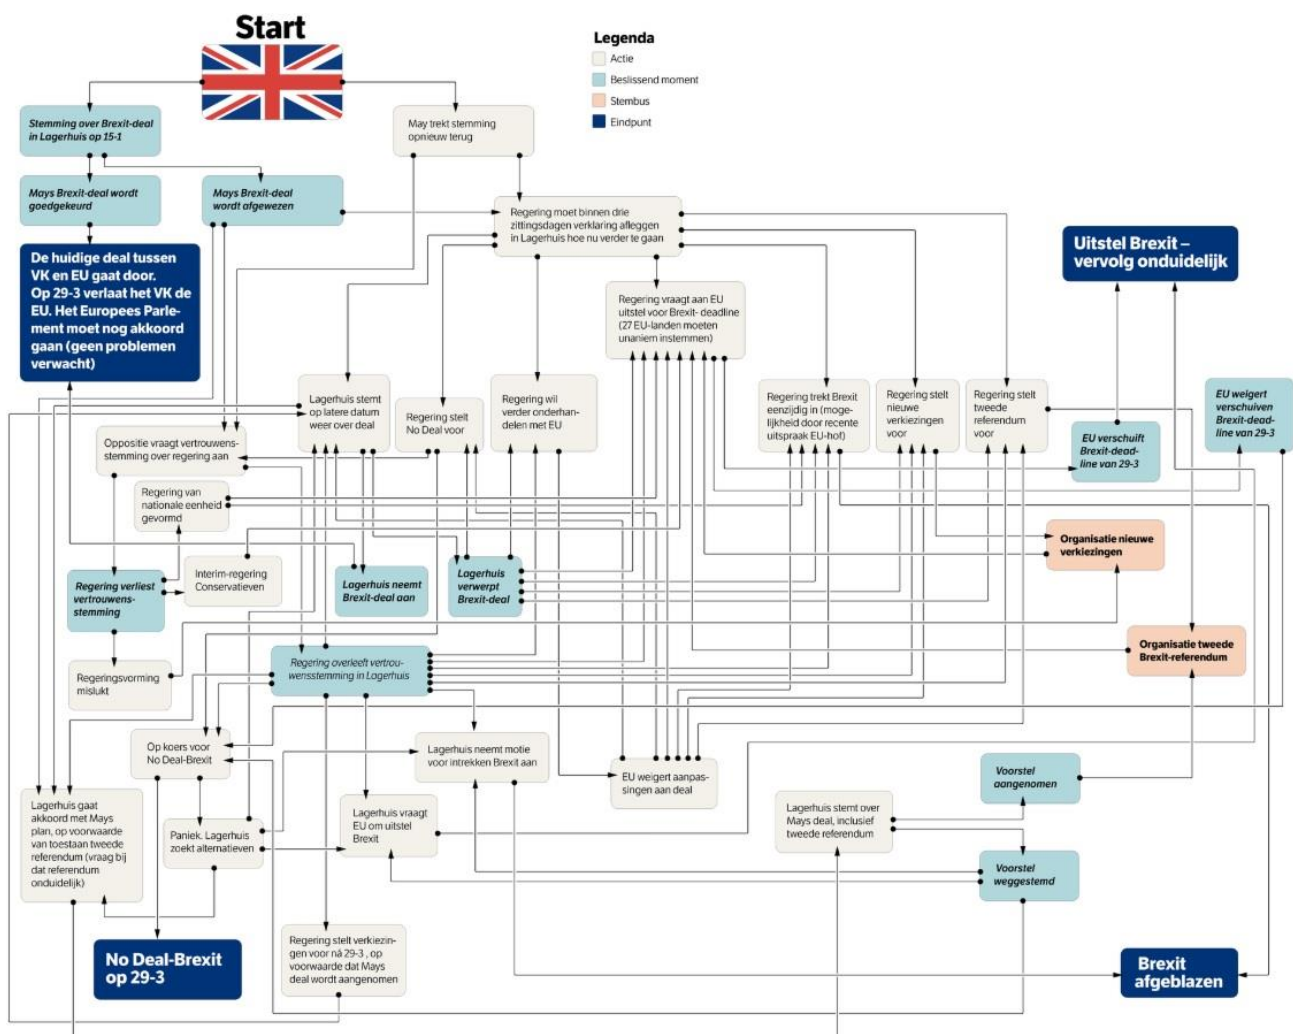 Start
Legenda
Actie
Beslissend moment
Stembus
Eindpunt
Stemming over Brexit-deal
in Lagerhuis op 15-1
May trekt stemming
opnieuw terug
Mays Brexit-deal wordt
goedgekeurd
Mays Brexit-deal
wordt afgewezen
Regering moet binnen drie
zittingsdagen verklaring afleggen
in Lagerhuis hoe nu verder te gaan
Uitstel Brexit –
vervolg onduidelijk
De huidige deal tussen
VK en EU gaat door.
Op 29-3 verlaat het VK de
EU. Het Europees Parle-
ment moet nog akkoord
gaan (geen problemen
verwacht)
Regering vraagt aan EU
uitstel voor Brexit- deadline
(27 EU-landen moeten
unaniem instemmen)
Lagerhuis stemt
op latere datum
weer over deal
Regering stelt
No Deal voor
Regering wil
verder onderhan-
delen met EU
Regering trekt Brexit
eenzijdig in (moge-
lijkheid door recente
uitspraak EU-hof)
Regering stelt
nieuwe
verkiezingen
voor
Regering stelt
tweede
referendum
voor
EU verschuift
Brexit-dead-
line van 29-3
EU weigert
verschuiven
Brexit-dead-
line van 29-3
Oppositie vraagt vertrouwens-
stemming over regering aan
Regering van
nationale eenheid
gevormd
Organisatie nieuwe
verkiezingen
Regering verliest
vertrouwens-
stemming
Interim-regering
Conservatieven
Lagerhuis neemt
Brexit-deal aan
Lagerhuis
verwerpt
Brexit-deal
Regeringsvorming
mislukt
Regering overleeft vertrou-
wensstemming in Lagerhuis
Organisatie tweede
Brexit-referendum
Op koers voor
No Deal-Brexit
Lagerhuis neemt motie
voor intrekken Brexit aan
EU weigert aanpas-
singen aan deal
Voorstel
aangenomen
Lagerhuis gaat
akkoord met Mays
plan, op voorwaarde
van toestaan tweede
referendum (vraag bij
dat referendum
onduidelijk)
Paniek. Lagerhuis
zoekt alternatieven
Lagerhuis vraagt
EU om uitstel
Brexit
Lagerhuis stemt over
Mays deal, inclusief
tweede referendum
Voorstel
weggestemd
No Deal-Brexit
op 29-3
Regering stelt verkiezin-
gen voor ná 29-3 , op
voorwaarde dat Mays
deal wordt aangenomen
Brexit
afgeblazen